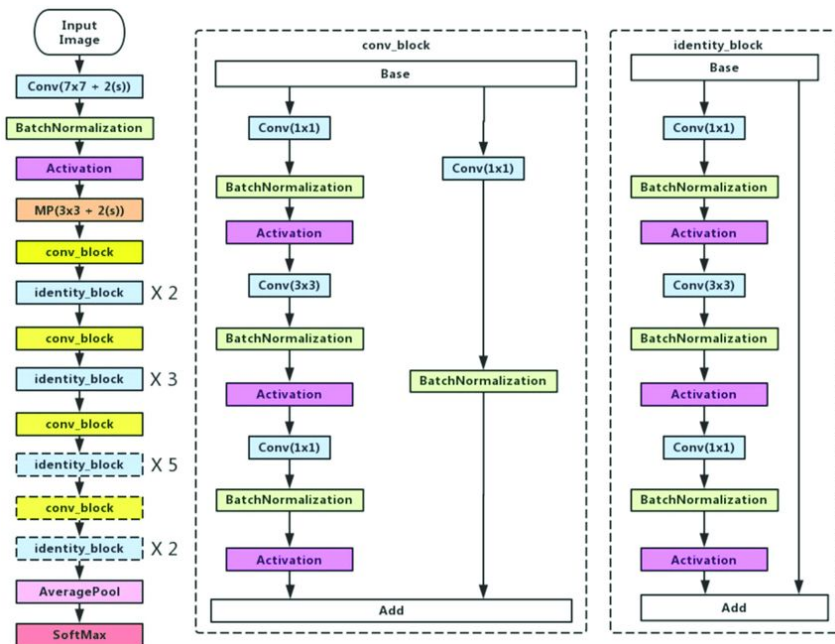 Input
Image
Conv(7x7 + 2(s))
BatchNormalization
Activation
MP(3x3 + 2(s))
conv_block
identity_block X 2
conv_block
identity_block X 3
conv_block
identity_block X 5
conv_block
identity_block X 2
AveragePool
SoftMax
conv_block
Base
Conv(1x1)
BatchNormalization
Activation
Conv(3x3)
BatchNormalization
Activation
Conv(1x1)
BatchNormalization
Activation
Conv(1x1)
BatchNormalization
Add
identity_block
Base
Conv(1x1)
BatchNormalization
Activation
Conv(3x3)
BatchNormalization
Activation
Conv(1x1)
BatchNormalization
Activation
Add